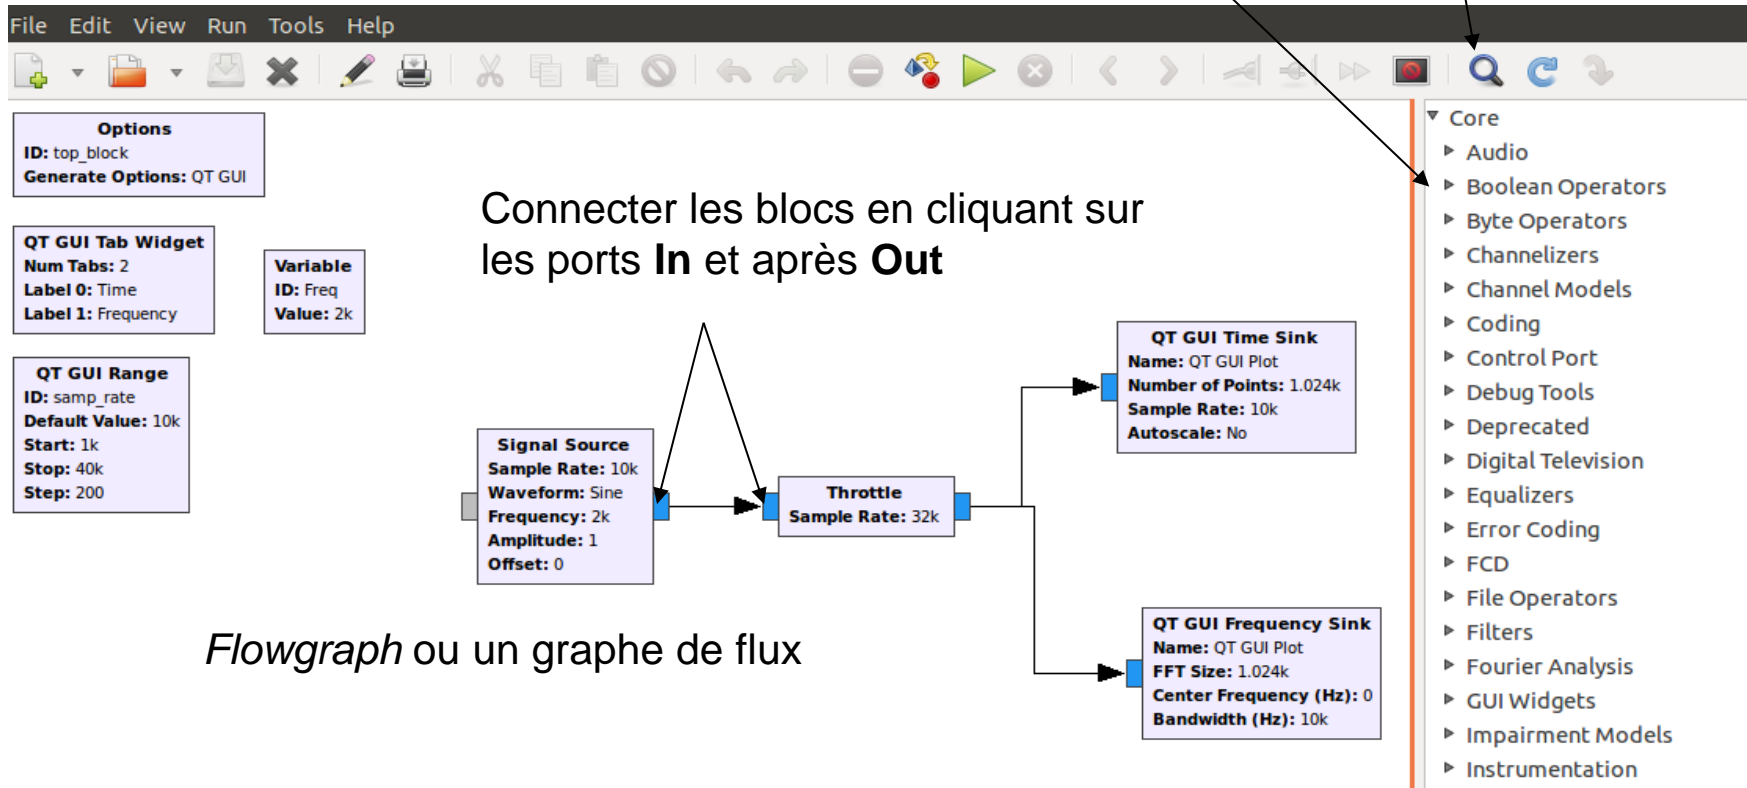 File Edit View Run Tools Help
Options
ID: top_block
Generate Options: QT GUI
QT GUI Tab Widget
Num Tabs: 2
Label 0: Time
Label 1: Frequency
Variable
ID: Freq
Value: 2k
QT GUI Range
ID: samp_rate
Default Value: 10k
Start: 1k
Stop: 40k
Step: 200
Connecter les blocs en cliquant sur
les ports In et après Out
Signal Source
Sample Rate: 10k
Waveform: Sine
Frequency: 2k
Amplitude: 1
Offset: 0
Throttle
Sample Rate: 32k
QT GUI Time Sink
Name: QT GUI Plot
Number of Points: 1.024k
Sample Rate: 10k
Autoscale: No
QT GUI Frequency Sink
Name: QT GUI Plot
FFT Size: 1.024k
Center Frequency (Hz): 0
Bandwidth (Hz): 10k
Flowgraph ou un graphe de flux
Core
Audio
Boolean Operators
Byte Operators
Channelizers
Channel Models
Coding
Control Port
Debug Tools
Deprecated
Digital Television
Equalizers
Error Coding
FCD
File Operators
Filters
Fourier Analysis
GUI Widgets
Impairment Models
Instrumentation